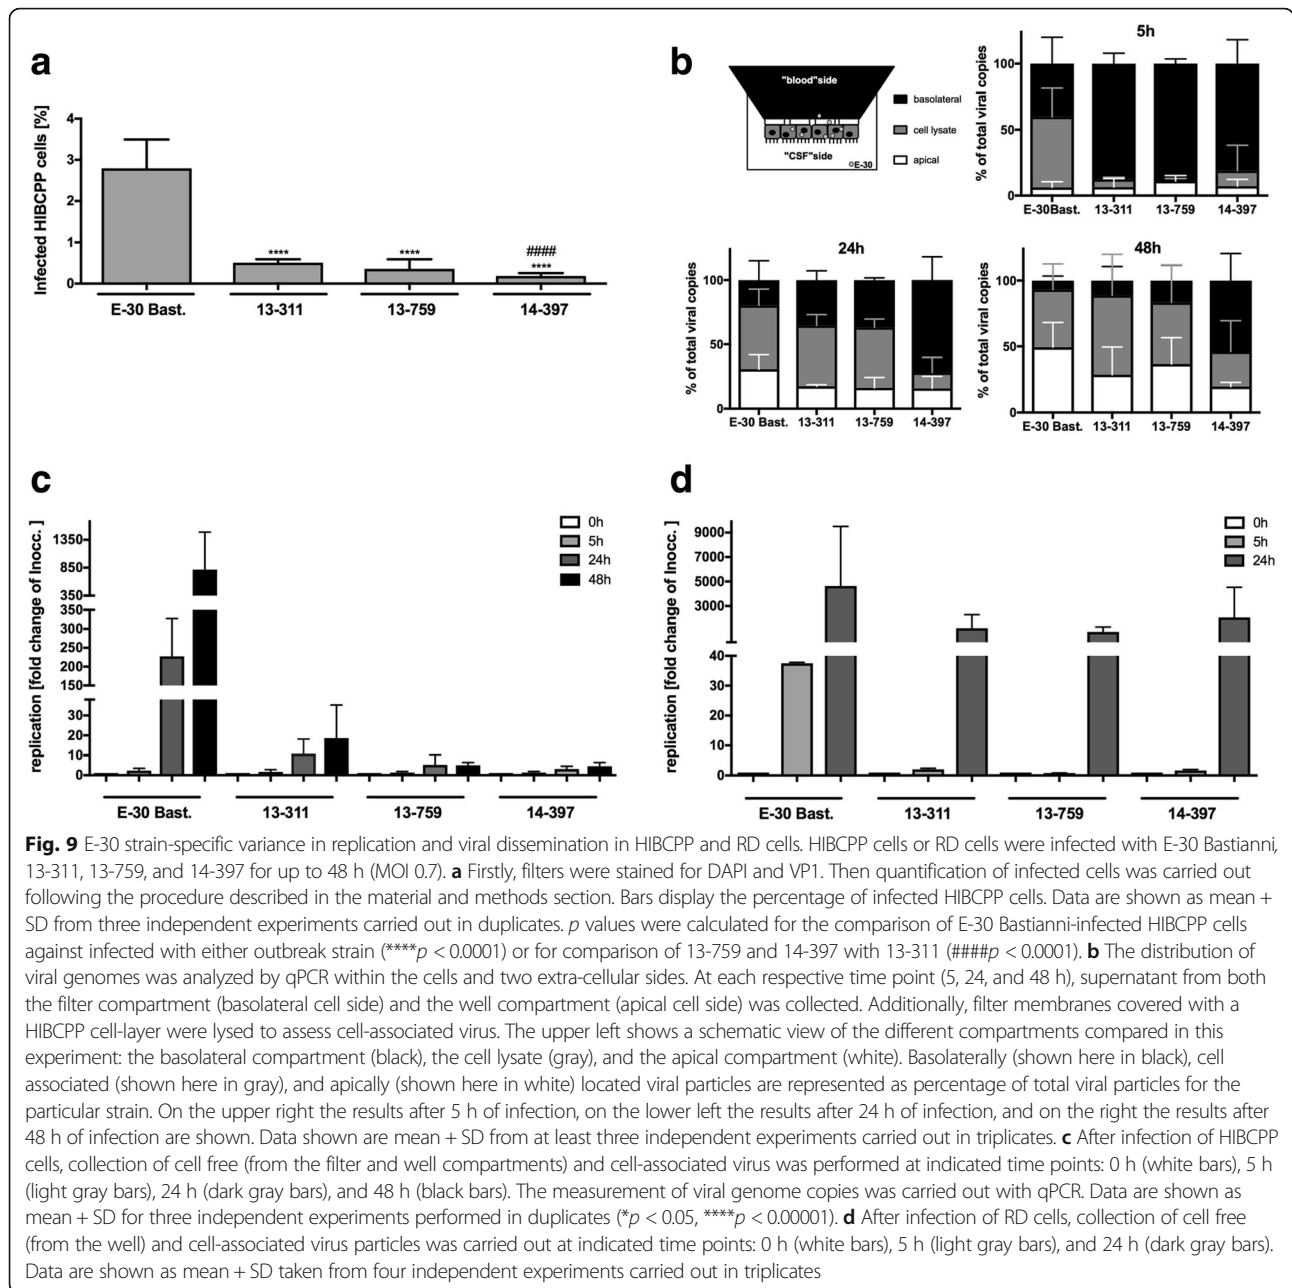 a
Infected HIBCPP cells [%]
4
3
2
1
0
****
****
####
****
E-30 Bast.
13-311
13-759
14-397
b
"blood"side
"CSF"side
E-30
basolateral
cell lysate
apical
5h
% of total viral copies
100
50
0
E-30Bast.
13-311
13-759
14-397
24h
% of total viral copies
100
50
0
E-30 Bast.
13-311
13-759
14-397
48h
% of total viral copies
100
50
0
E-30 Bast.
13-311
13-759
14-397
c
replication [fold change of Inocc. ]
1350
850
350
350
300
250
200
150
30
20
10
0
0h
5h
24h
48h
E-30 Bast.
13-311
13-759
14-397
d
replication [fold change of Inocc. ]
9000
7000
5000
3000
40
30
20
10
0
0h
5h
24h
E-30 Bast.
13-311
13-759
14-397
Fig. 9 E-30 strain-specific variance in replication and viral dissemination in HIBCPP and RD cells. HIBCPP cells or RD cells were infected with E-30 Bastianni,
13-311, 13-759, and 14-397 for up to 48 h (MOI 0.7). a Firstly, filters were stained for DAPI and VP1. Then quantification of infected cells was carried out
following the procedure described in the material and methods section. Bars display the percentage of infected HIBCPP cells. Data are shown as mean +
SD from three independent experiments carried out in duplicates. p values were calculated for the comparison of E-30 Bastianni-infected HIBCPP cells
against infected with either outbreak strain (****p < 0.0001) or for comparison of 13-759 and 14-397 with 13-311 (####p < 0.0001). b The distribution of
viral genomes was analyzed by qPCR within the cells and two extra-cellular sides. At each respective time point (5, 24, and 48 h), supernatant from both
the filter compartment (basolateral cell side) and the well compartment (apical cell side) was collected. Additionally, filter membranes covered with a
HIBCPP cell-layer were lysed to assess cell-associated virus. The upper left shows a schematic view of the different compartments compared in this
experiment: the basolateral compartment (black), the cell lysate (gray), and the apical compartment (white). Basolaterally (shown here in black), cell
associated (shown here in gray), and apically (shown here in white) located viral particles are represented as percentage of total viral particles for the
particular strain. On the upper right the results after 5 h of infection, on the lower left the results after 24 h of infection, and on the right the results after
48 h of infection are shown. Data shown are mean + SD from at least three independent experiments carried out in triplicates. c After infection of HIBCPP
cells, collection of cell free (from the filter and well compartments) and cell-associated virus was performed at indicated time points: 0 h (white bars), 5 h
(light gray bars), 24 h (dark gray bars), and 48 h (black bars). The measurement of viral genome copies was carried out with qPCR. Data are shown as
mean + SD for three independent experiments performed in duplicates (*p < 0.05, ****p < 0.00001). d After infection of RD cells, collection of cell free
(from the well) and cell-associated virus particles was carried out at indicated time points: 0 h (white bars), 5 h (light gray bars), and 24 h (dark gray bars).
Data are shown as mean + SD taken from four independent experiments carried out in triplicates